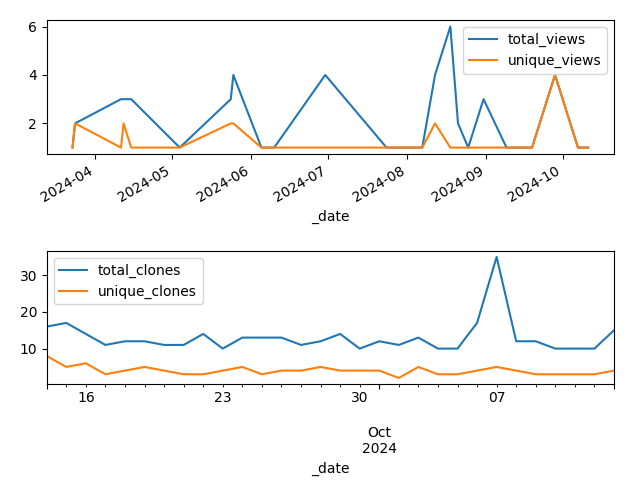 6
4
2
total_views
unique_views
2024-04
2024-05
2024-06
2024-07
2024-08
2024-09
2024-10
_date
30
20
10
total_clones
unique_clones
16
23
30
07
Oct
2024
_date